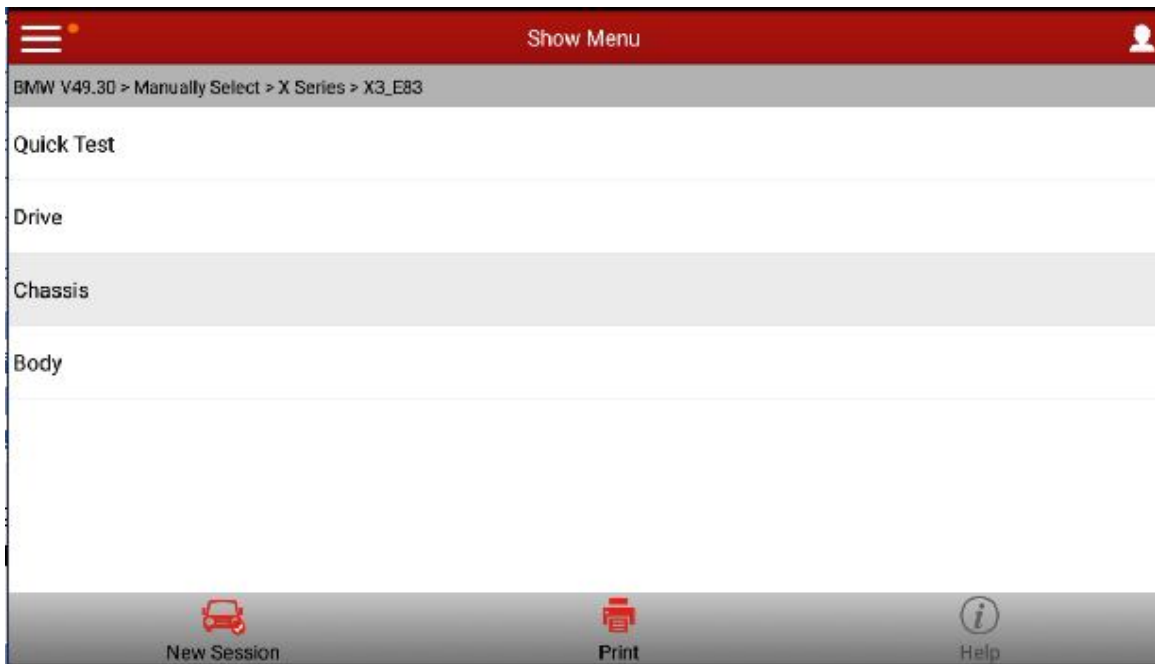 Show Menu
BMW V49.30 > Manually Select > X Series > X3_E83
Quick Test
Drive
Chassis
Body
New Session
Print
Help